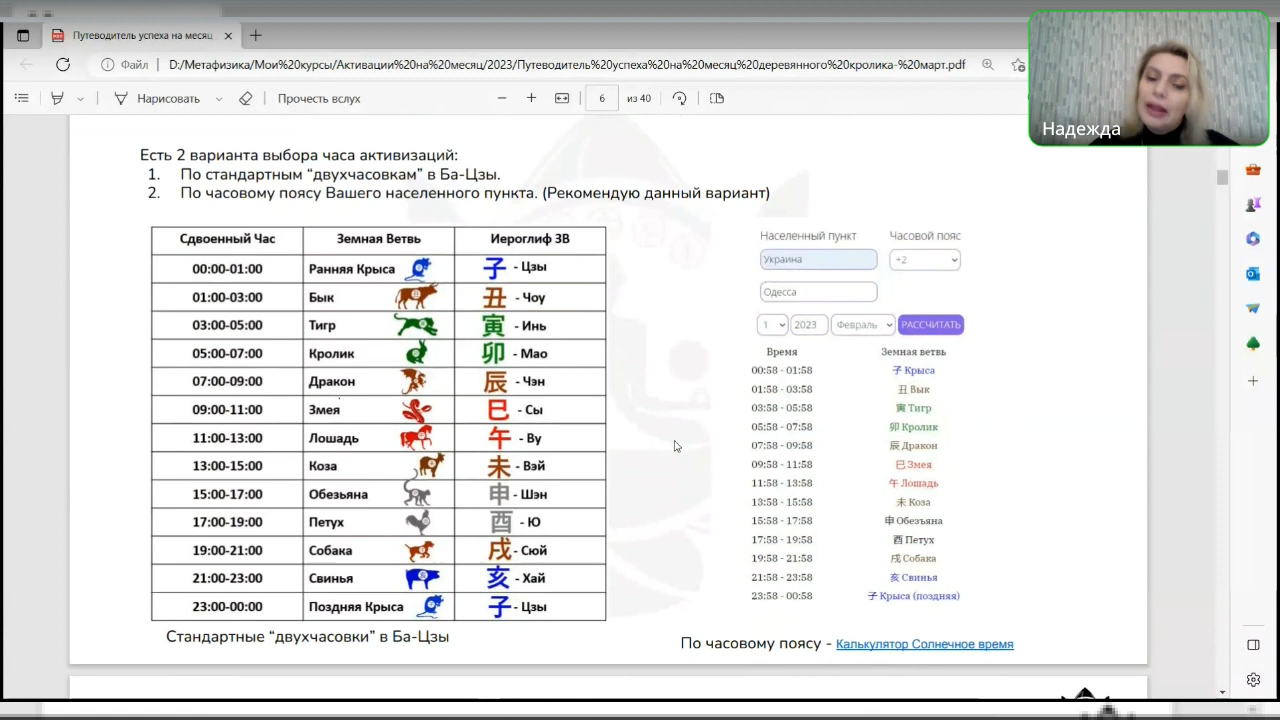 Путеводитель успеха на месяц
Файл D:/Метафизика/Мои%20курсы/Активации%20на%20месяц/2023/Путеводитель%20успеха%20на%20месяц%20деревянного%20кролика-%20март.pdf
Нарисовать Прочесть вслух 6 из 40
Надежда
Есть 2 варианта выбора часа активизаций:
1. По стандартным “двухчасовкам” в Ба-Цзы.
2. По часовому поясу Вашего населенного пункта. (Рекомендую данный вариант)
Сдвоенный Час Земная Ветвь Иероглиф ЗВ
00:00-01:00 Ранняя Крыса 子 - Цзы
01:00-03:00 Бык 丑 - Чоу
03:00-05:00 Тигр 寅 - Инь
05:00-07:00 Кролик 卯 - Мао
07:00-09:00 Дракон 辰 - Чэн
09:00-11:00 Змея 巳 - Сы
11:00-13:00 Лошадь 午 - Ву
13:00-15:00 Коза 未 - Вэй
15:00-17:00 Обезьяна 申 - Шэн
17:00-19:00 Петух 酉 - Ю
19:00-21:00 Собака 戌 - Сюй
21:00-23:00 Свинья 亥 - Хай
23:00-00:00 Поздняя Крыса 子 - Цзы
Стандартные “двухчасовки” в Ба-Цзы
Населенный пункт Часовой пояс
Украина +2
Одесса
1 2023 Февраль РАССЧИТАТЬ
Время Земная ветвь
00:58 - 01:58 子 Крыса
01:58 - 03:58 丑 Бык
03:58 - 05:58 寅 Тигр
05:58 - 07:58 卯 Кролик
07:58 - 09:58 辰 Дракон
09:58 - 11:58 巳 Змея
11:58 - 13:58 午 Лошадь
13:58 - 15:58 未 Коза
15:58 - 17:58 申 Обезьяна
17:58 - 19:58 酉 Петух
19:58 - 21:58 戌 Собака
21:58 - 23:58 亥 Свинья
23:58 - 00:58 子 Крыса (поздняя)
По часовому поясу - Калькулятор Солнечное время